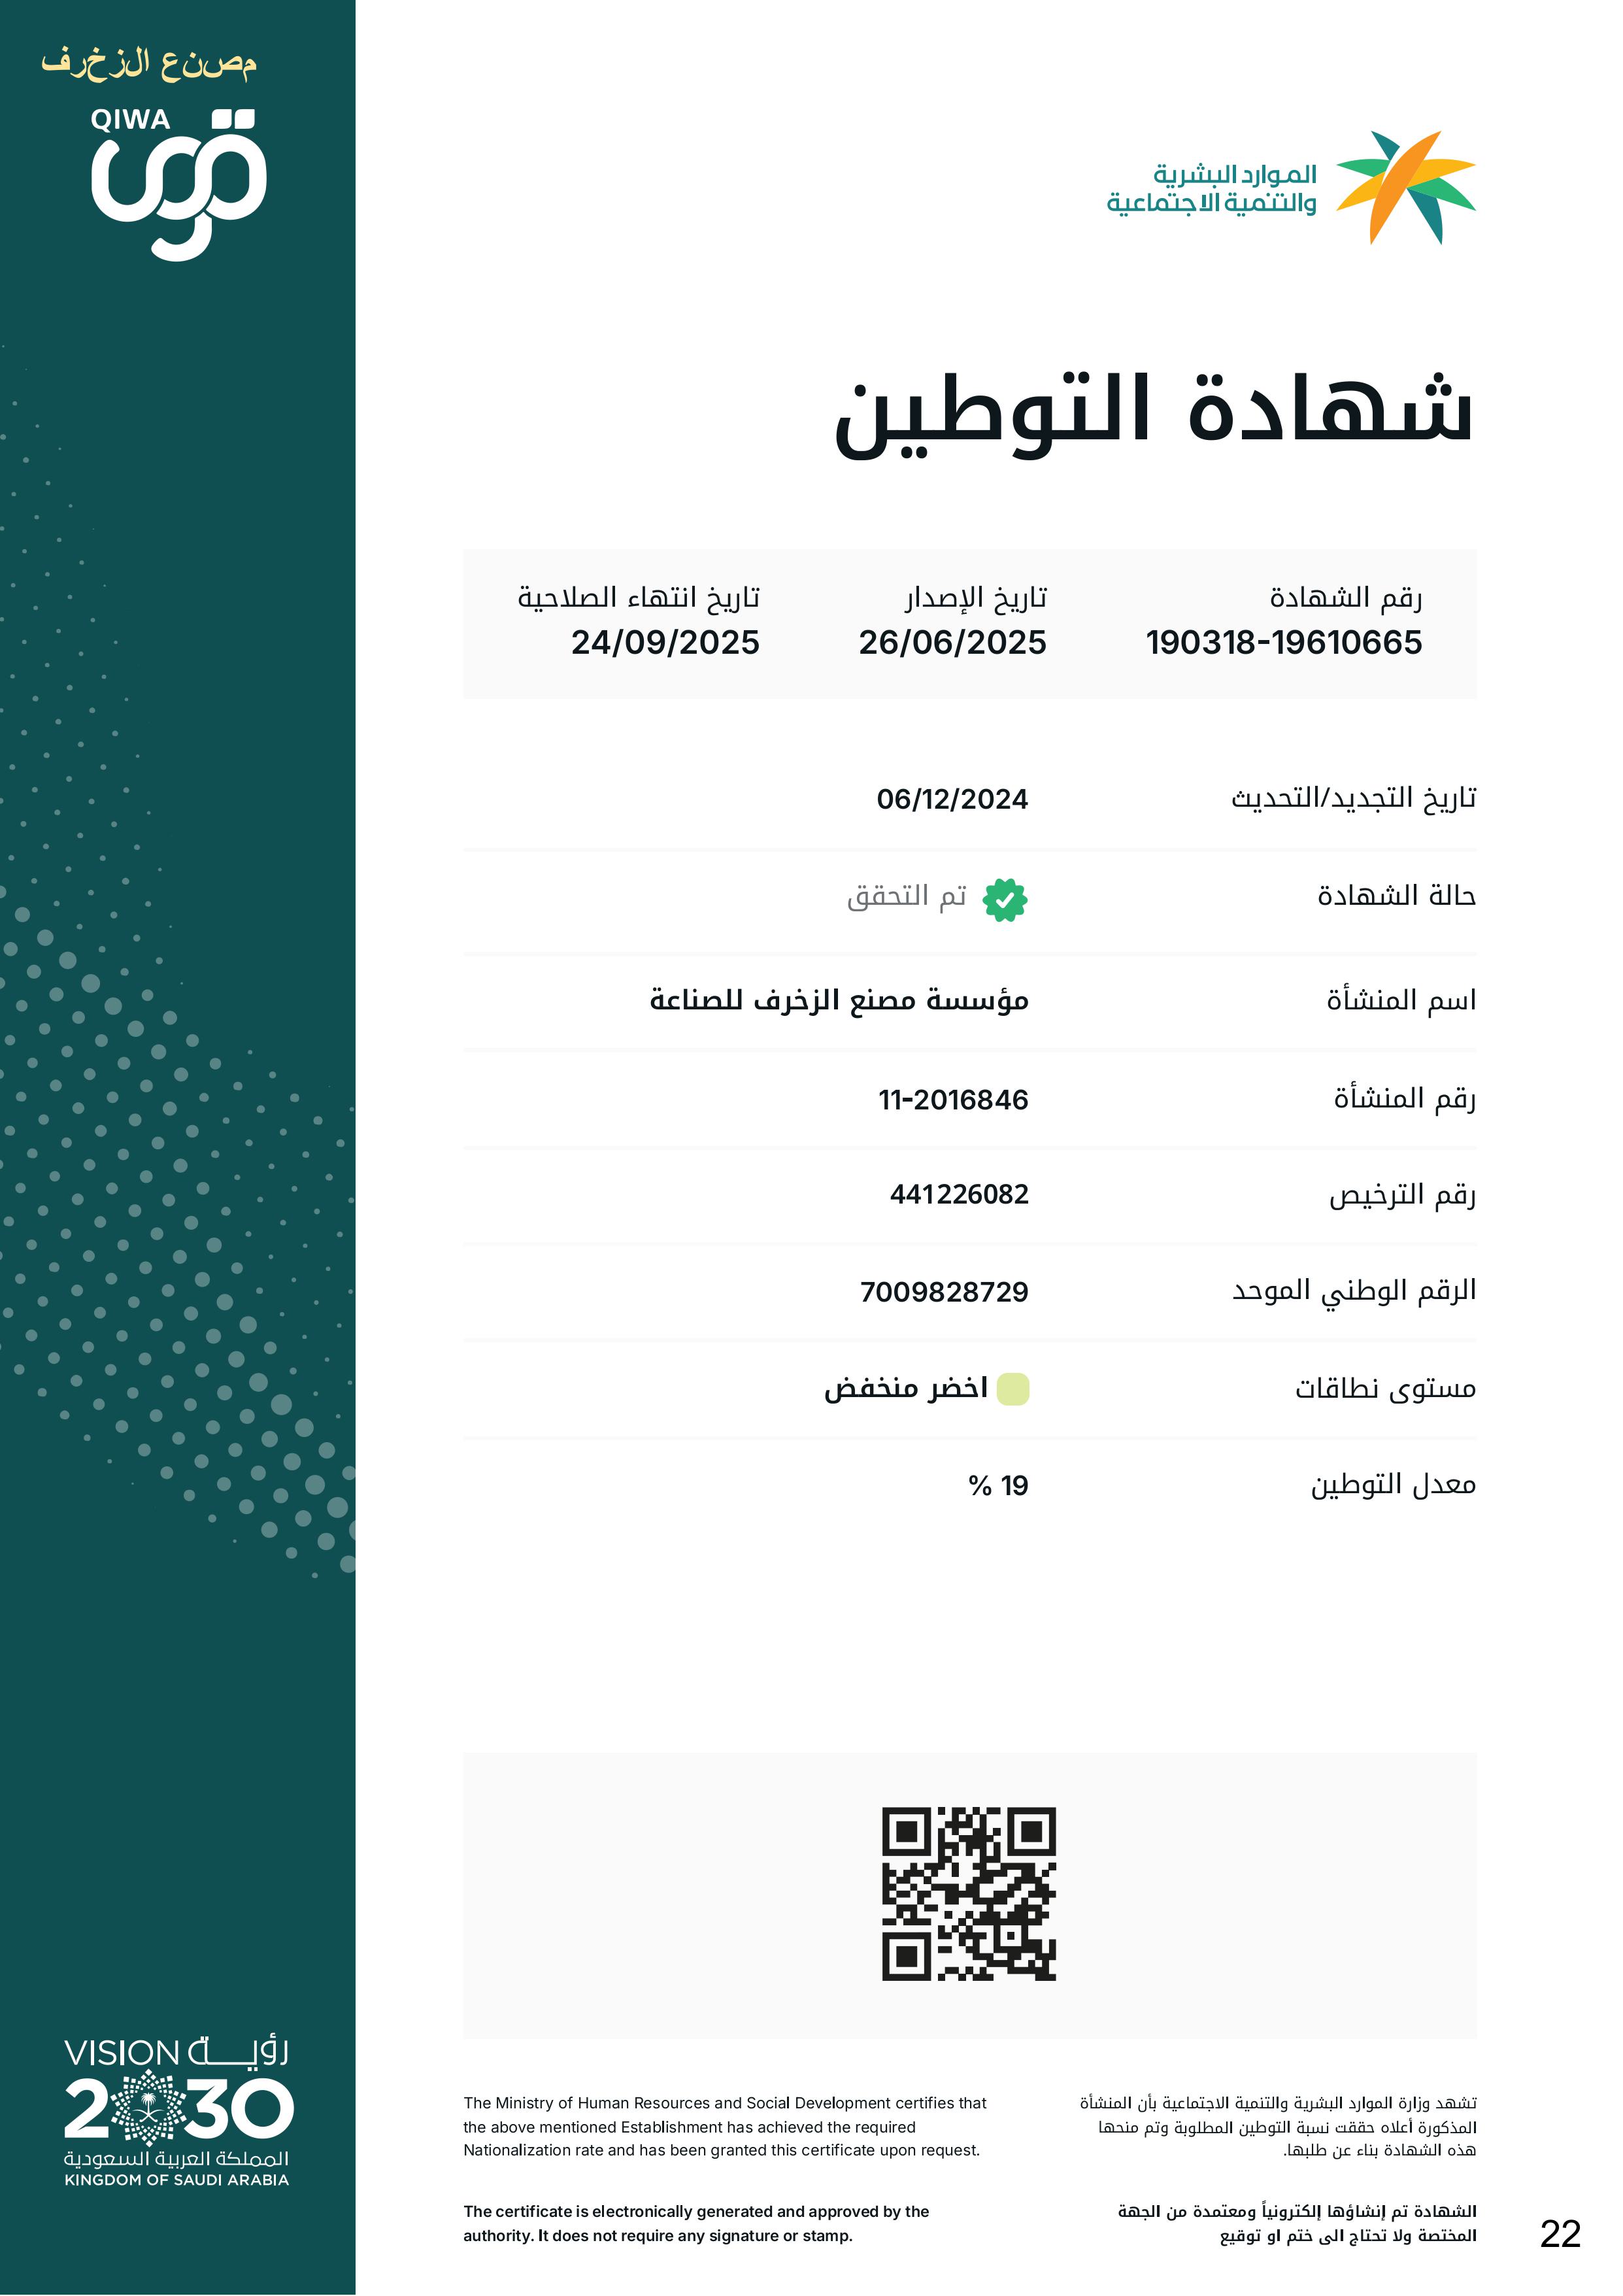 مصنع الزخرف
QIWA
قوى
الموارد البشرية
والتنمية الاجتماعية
شهادة التوطين
رقم الشهادة
190318-19610665
تاريخ الإصدار
26/06/2025
تاريخ انتهاء الصلاحية
24/09/2025
تاريخ التجديد/التحديث 06/12/2024
حالة الشهادة تم التحقق
اسم المنشأة مؤسسة مصنع الزخرف للصناعة
رقم المنشأة 11-2016846
رقم الترخيص 441226082
الرقم الوطني الموحد 7009828729
مستوى نطاقات اخضر منخفض
معدل التوطين 19 %
تشهد وزارة الموارد البشرية والتنمية الاجتماعية بأن المنشأة
المذكورة أعلاه حققت نسبة التوطين المطلوبة وتم منحها
هذه الشهادة بناء عن طلبها.
الشهادة تم إنشاؤها إلكترونياً ومعتمدة من الجهة
المختصة ولا تحتاج الى ختم او توقيع
The Ministry of Human Resources and Social Development certifies that
the above mentioned Establishment has achieved the required
Nationalization rate and has been granted this certificate upon request.
The certificate is electronically generated and approved by the
authority. It does not require any signature or stamp.
VISION رؤيـــة
2030
المملكة العربية السعودية
KINGDOM OF SAUDI ARABIA
22